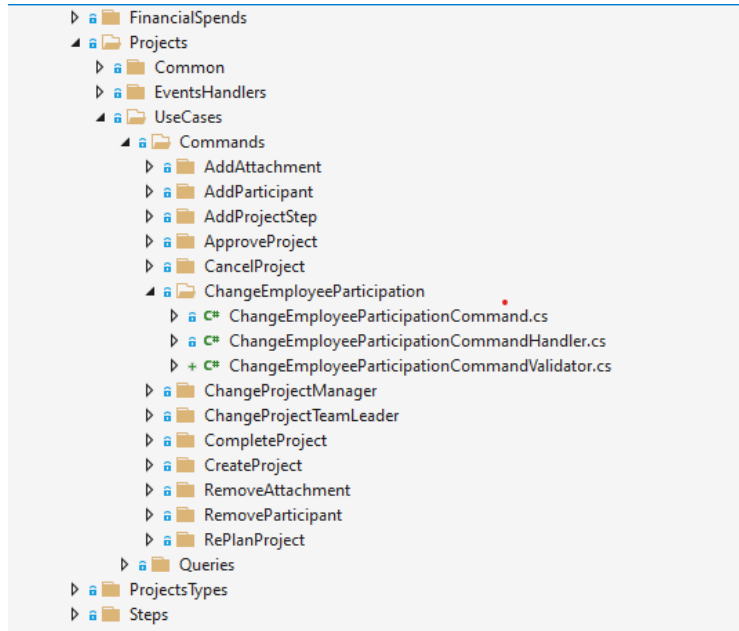 FinancialSpends
Projects
Common
EventsHandlers
UseCases
Commands
AddAttachment
AddParticipant
AddProjectStep
ApproveProject
CancelProject
ChangeEmployeeParticipation
C# ChangeEmployeeParticipationCommand.cs
C# ChangeEmployeeParticipationCommandHandler.cs
+ C# ChangeEmployeeParticipationCommandValidator.cs
ChangeProjectManager
ChangeProjectTeamLeader
CompleteProject
CreateProject
RemoveAttachment
RemoveParticipant
RePlanProject
Queries
ProjectsTypes
Steps